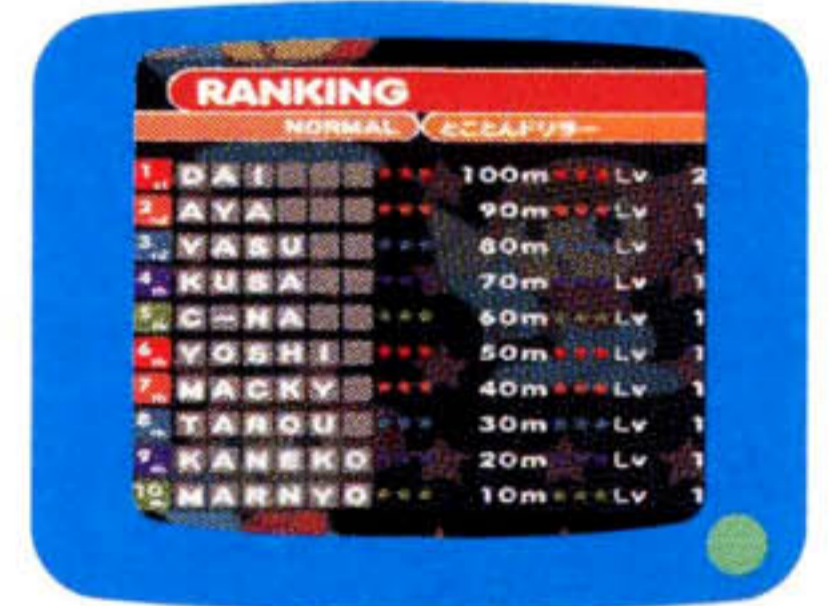 RANKING
NORMAL とことんドリラー
1st DAI 100m Lv 2
2nd AYA 90m Lv 1
3rd YASU 80m Lv 1
4th KUSA 70m Lv 1
5th C-NA 60m Lv 1
6th YOSHI 50m Lv 1
7th MACKY 40m Lv 1
8th TAROU 30m Lv 1
9th KANEKO 20m Lv 1
10th MARNYO 10m Lv 1